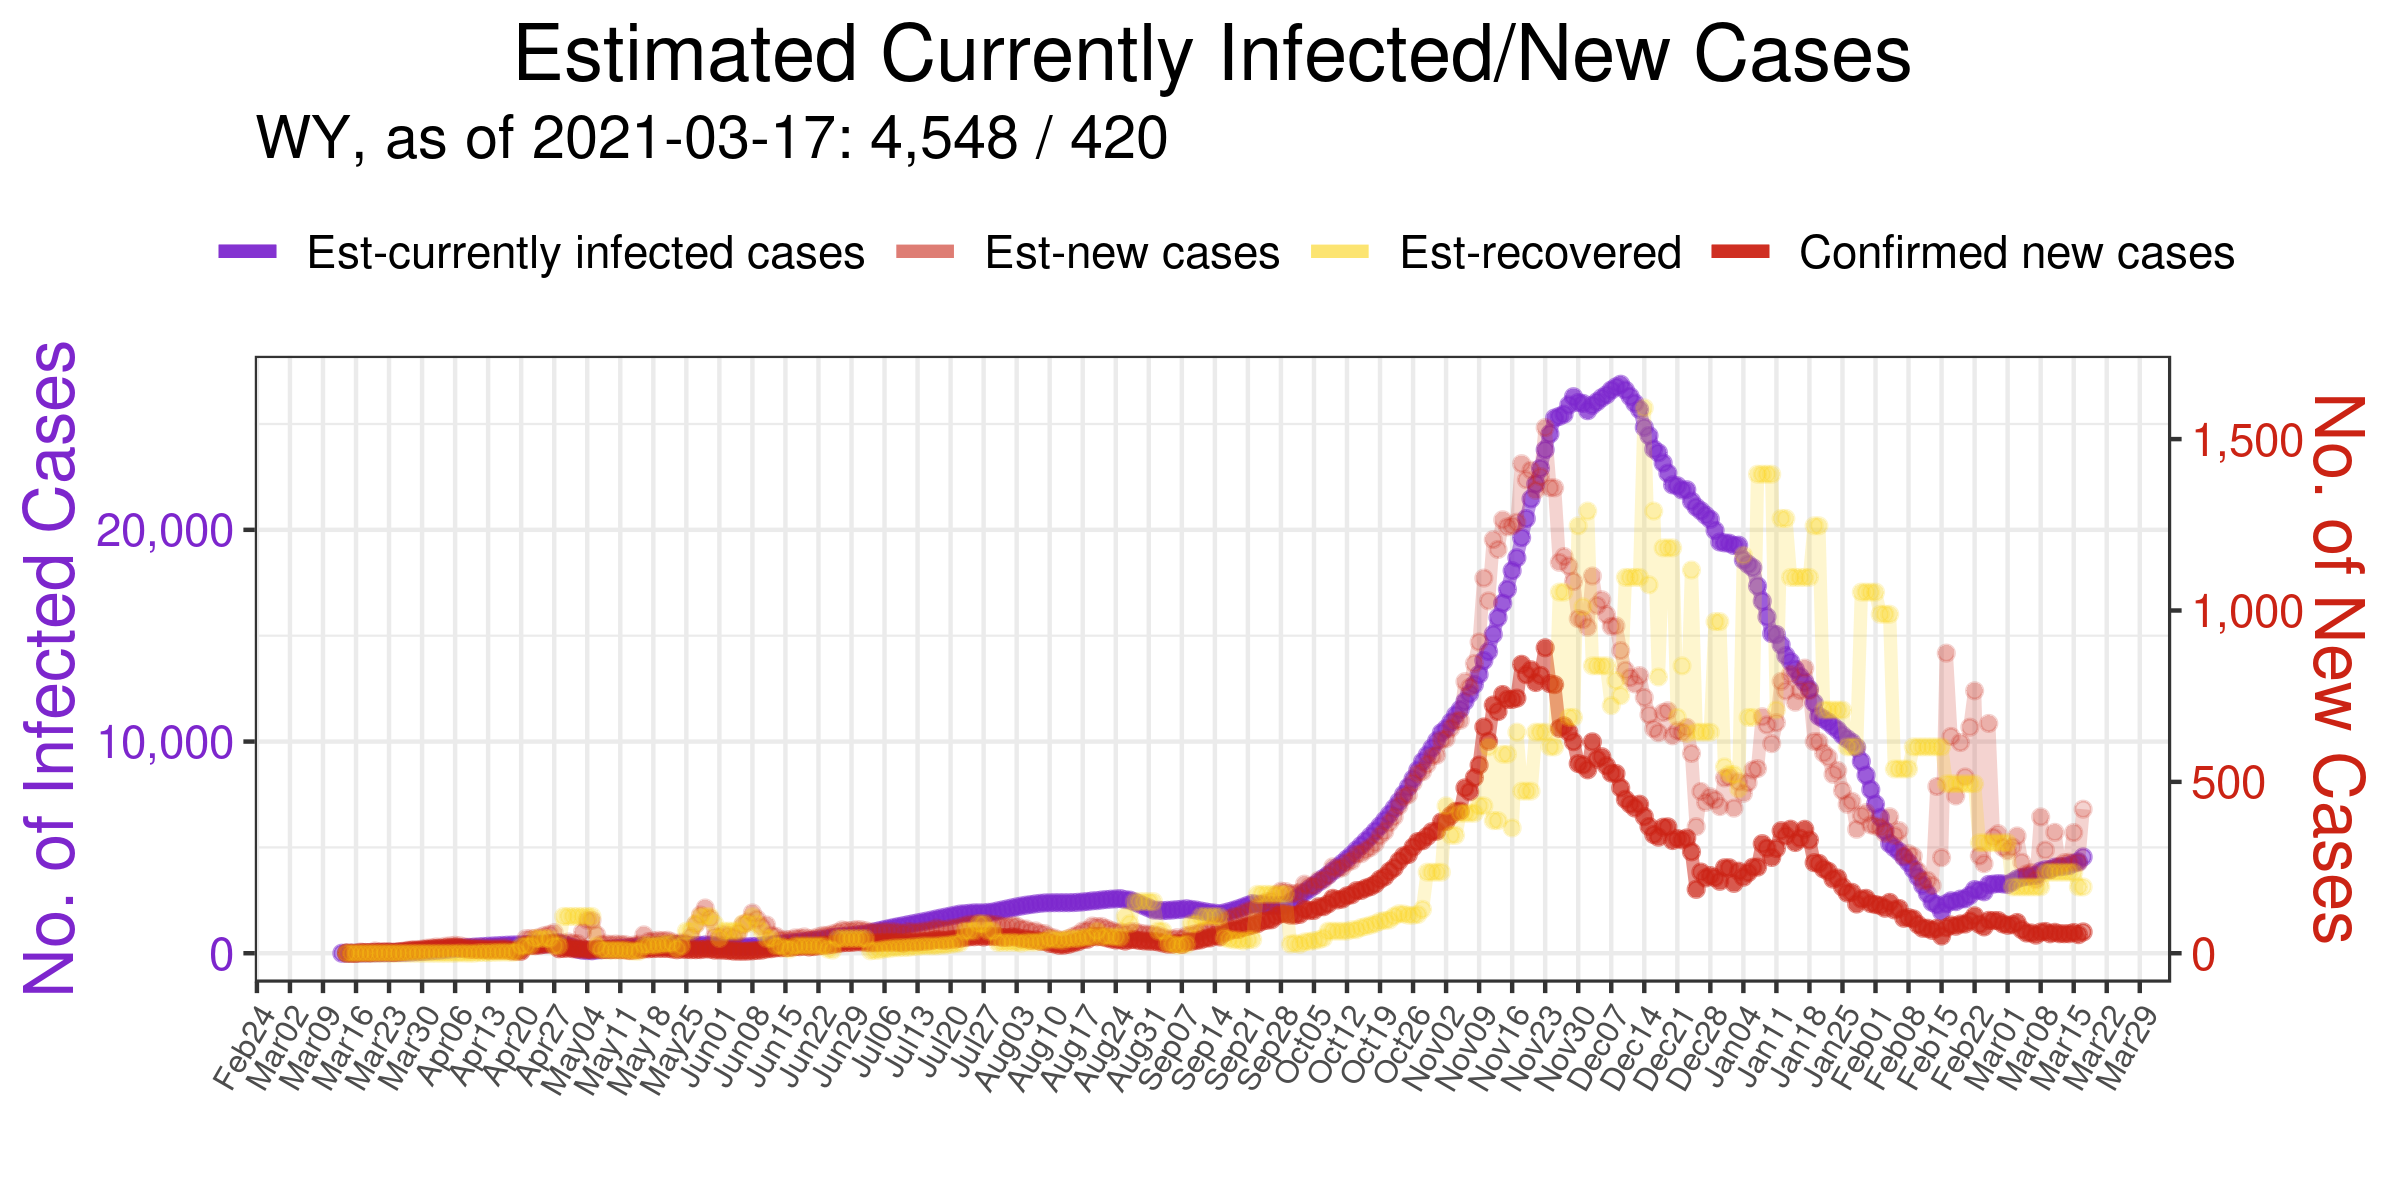 Estimated Currently Infected/New Cases
WY, as of 2021-03-17: 4,548 / 420
Est-currently infected cases Est-new cases Est-recovered Confirmed new cases
No. of Infected Cases
20,000
10,000
0
1,500
1,000
500
0
No. of New Cases
Feb24 Mar02 Mar09 Mar16 Mar23 Mar30 Apr06 Apr13 Apr20 Apr27 May04 May11 May18 May25 Jun01 Jun08 Jun15 Jun22 Jun29 Jul06 Jul13 Jul20 Jul27 Aug03 Aug10 Aug17 Aug24 Aug31 Sep07 Sep14 Sep21 Sep28 Oct05 Oct12 Oct19 Oct26 Nov02 Nov09 Nov16 Nov23 Nov30 Dec07 Dec14 Dec21 Dec28 Jan04 Jan11 Jan18 Jan25 Feb01 Feb08 Feb15 Feb22 Mar01 Mar08 Mar15 Mar22 Mar29